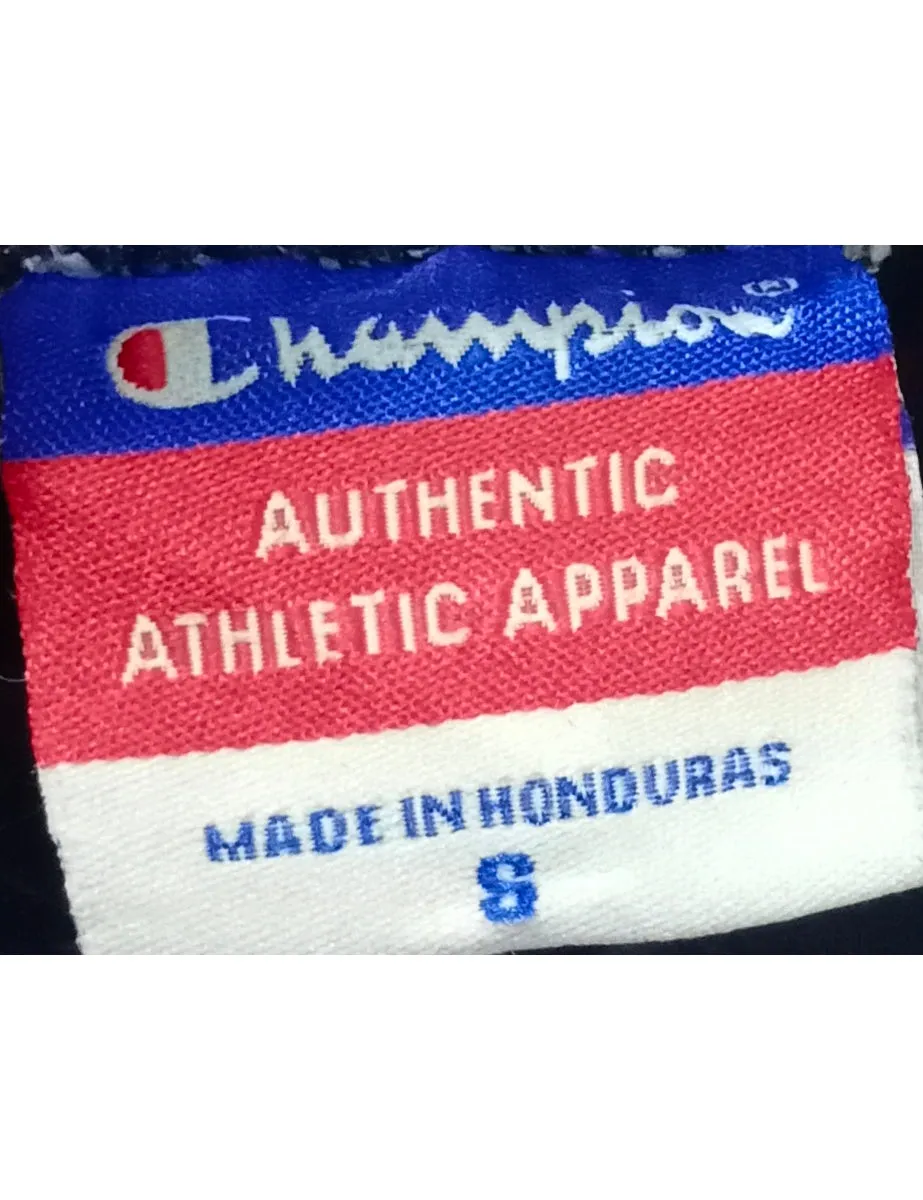 Champion®
AUTHENTIC
ATHLETIC APPAREL
MADE IN HONDURAS
S